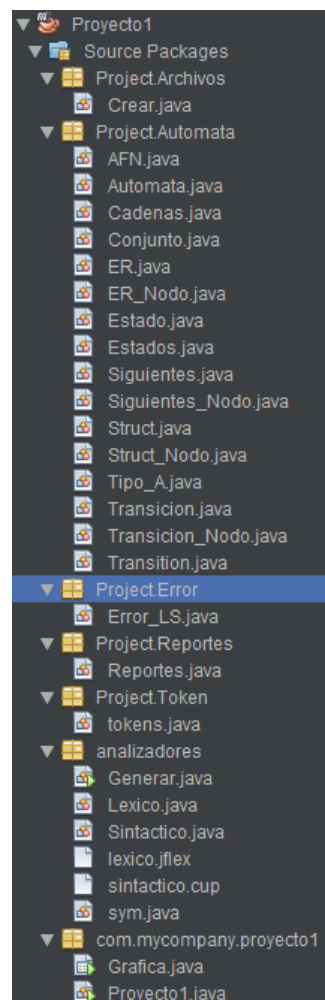 Proyecto1
Source Packages
Project.Archivos
Crear.java
Project.Automata
AFN.java
Automata.java
Cadenas.java
Conjunto.java
ER.java
ER_Nodo.java
Estado.java
Estados.java
Siguientes.java
Siguientes_Nodo.java
Struct.java
Struct_Nodo.java
Tipo_A.java
Transicion.java
Transicion_Nodo.java
Transition.java
Project.Error
Error_LS.java
Project.Reportes
Reportes.java
Project.Token
tokens.java
analizadores
Generar.java
Lexico.java
Sintactico.java
lexico.jflex
sintactico.cup
sym.java
com.mycompany.proyecto1
Grafica.java
Proyecto1.java